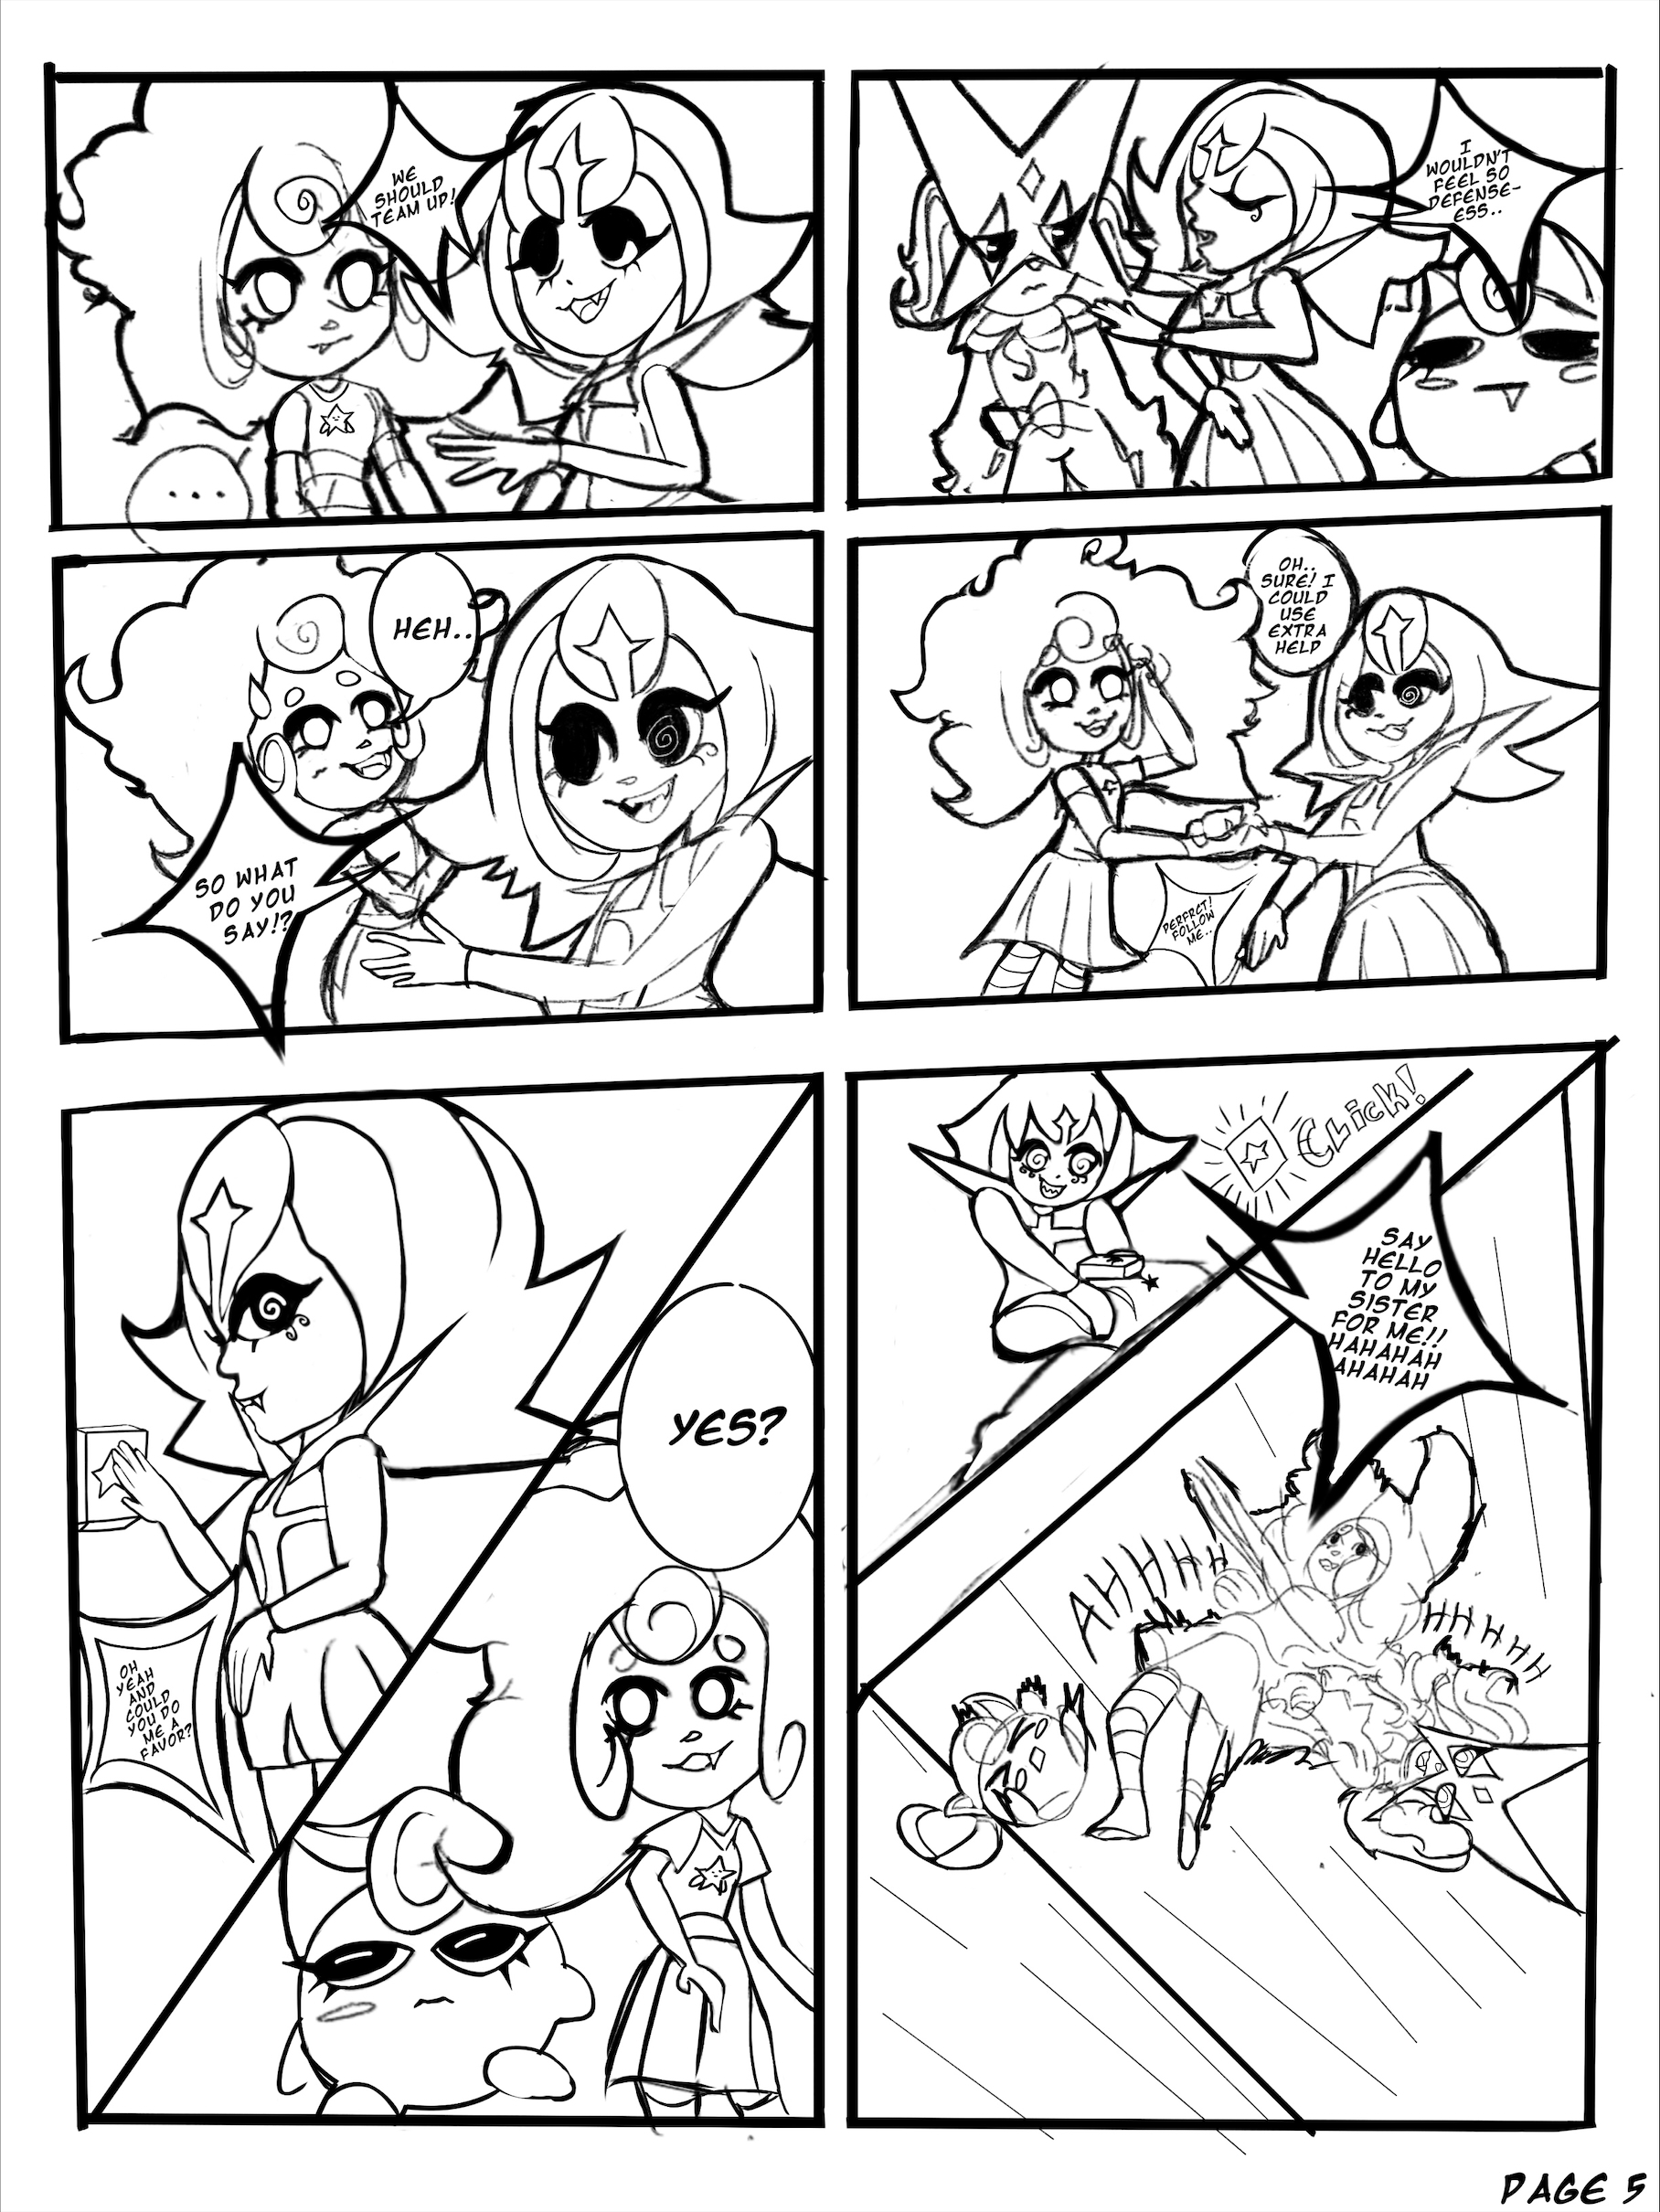 WE
SHOULD
TEAM UP!
...
I
WOULDN'T
FEEL SO
DEFENSE-
ESS..
HEH..
SO WHAT
DO YOU
SAY!?
OH..
SURE! I
COULD
USE
EXTRA
HELP
PERFRCT!
FOLLOW
ME..
OH
YEAH
AND
COULD
YOU DO
ME A
FAVOR?
YES?
CLICK!
SAY
HELLO
TO MY
SISTER
FOR ME!!
HAHAHAH
AHAHAH
AHHHH
HHHHH
PAGE 5